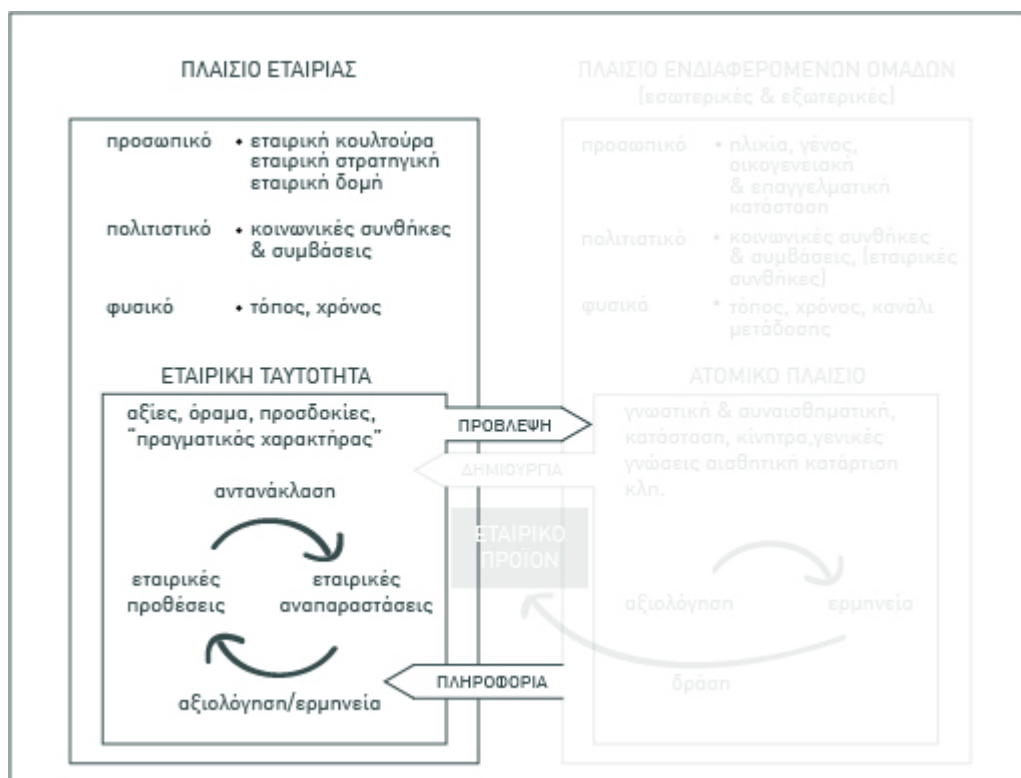 ΠΛΑΙΣΙΟ ΕΤΑΙΡΙΑΣ
προσωπικό • εταιρική κουλτούρα
εταιρική στρατηγική
εταιρική δομή
πολιτιστικό • κοινωνικές συνθήκες
& συμβάσεις
φυσικό • τόπος, χρόνος
ΕΤΑΙΡΙΚΗ ΤΑΥΤΟΤΗΤΑ
αξίες, όραμα, προσδοκίες,
"πραγματικός χαρακτήρας"
αντανάκλαση
εταιρικές
προθέσεις
εταιρικές
αναπαραστάσεις
αξιολόγηση/ερμηνεία
ΠΡΟΒΛΕΨΗ
ΔΗΜΙΟΥΡΓΙΑ
ΕΤΑΙΡΙΚΟ
ΠΡΟΪΟΝ
ΠΛΗΡΟΦΟΡΙΑ
ΠΛΑΙΣΙΟ ΕΝΔΙΑΦΕΡΟΜΕΝΩΝ ΟΜΑΔΩΝ
(εσωτερικές & εξωτερικές)
προσωπικό • ηλικία, γένος,
οικογενειακή
& επαγγελματική
κατάσταση
πολιτιστικό • κοινωνικές συνθήκες
& συμβάσεις, (εταιρικές
συνθήκες)
φυσικό • τόπος, χρόνος, κανάλι
μετάδοσης
ΑΤΟΜΙΚΟ ΠΛΑΙΣΙΟ
γνωστική & συναισθηματική,
κατάσταση, κίνητρα,γενικές
γνώσεις αισθητική κατάρτιση
κλπ.
αξιολόγηση
ερμηνεία
δράση